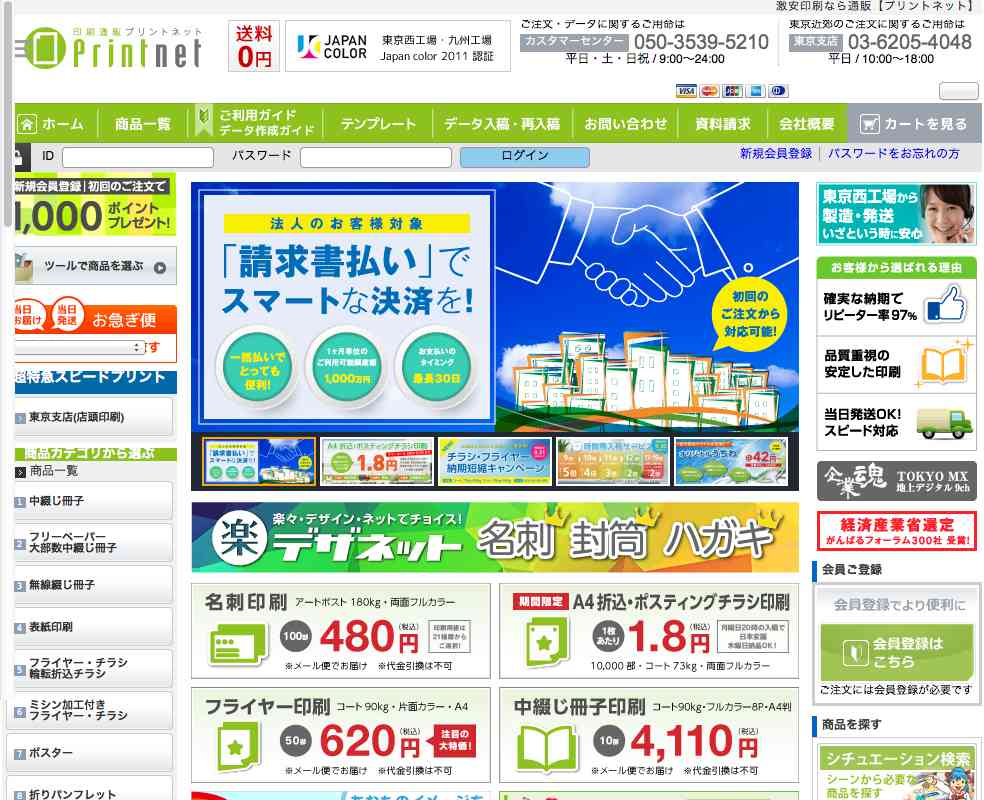 激安印刷なら通販【プリントネット】
印刷通販 プリントネット
Printnet
送料
0円
JAPAN
COLOR
東京西工場・九州工場
Japan color 2011 認証
ご注文・データに関するご用命は
カスタマーセンター 050-3539-5210
平日・土・日祝 / 9:00〜24:00
東京近郊のご注文に関するご用命は
東京支店 03-6205-4048
平日 / 10:00〜18:00
VISA
ホーム
商品一覧
ご利用ガイド
データ作成ガイド
テンプレート
データ入稿・再入稿
お問い合わせ
資料請求
会社概要
カートを見る
ID
パスワード
ログイン
新規会員登録
パスワードをお忘れの方
新規会員登録|初回のご注文で
1,000 ポイント
プレゼント!
ツールで商品を選ぶ
当日
お届け
当日
発送
お急ぎ便
す
超特急スピードプリント
東京支店(店頭印刷)
商品カテゴリから選ぶ
商品一覧
1 中綴じ冊子
2 フリーペーパー
大部数中綴じ冊子
3 無線綴じ冊子
4 表紙印刷
5 フライヤー・チラシ
輪転折込チラシ
6 ミシン加工付き
フライヤー・チラシ
7 ポスター
8 折りパンフレット
法人のお客様対象
「請求書払い」で
スマートな決済を!
一括払いで
とっても
便利!
1ヶ月単位の
ご利用可能限度額
1,000万円
お支払いの
タイミング
最長30日
初回の
ご注文から
対応可能!
A4 折込・ポスティングチラシ印刷
1.8円
チラシ・フライヤー
納期短縮キャンペーン
42円
楽
楽々・デザイン・ネットでチョイス!
デザネット
名刺 封筒 ハガキ
名刺印刷 アートポスト 180kg・両面フルカラー
100部 480円 (税込)
印刷用紙は
21種類から
ご選択!
※メール便でお届け ※代金引換は不可
期間限定 A4折込・ポスティングチラシ印刷
1枚
あたり 1.8円 (税込)
月曜日20時の入稿で
日本全国
水曜日納品OK!
10,000 部・コート 73kg・両面フルカラー
フライヤー印刷 コート 90kg・片面カラー・A4
50部 620円 (税込)
注目の
大特価!
※メール便でお届け ※代金引換は不可
中綴じ冊子印刷 コート90kg・フルカラー8P・A4判
10部 4,110円 (税込)
※メール便でお届け ※代金引換は不可
東京西工場から
製造・発送
いざという時に安心
お客様から選ばれる理由
確実な納期で
リピーター率97%
品質重視の
安定した印刷
当日発送OK!
スピード対応
企業魂
TOKYO MX
地上デジタル 9ch
経済産業省選定
がんばるフォーラム300社 受賞!
会員ご登録
会員登録でより便利に
会員登録は
こちら
ご注文には会員登録が必要です
商品を探す
シチュエーション検索
シーンから必要な
商品を探す